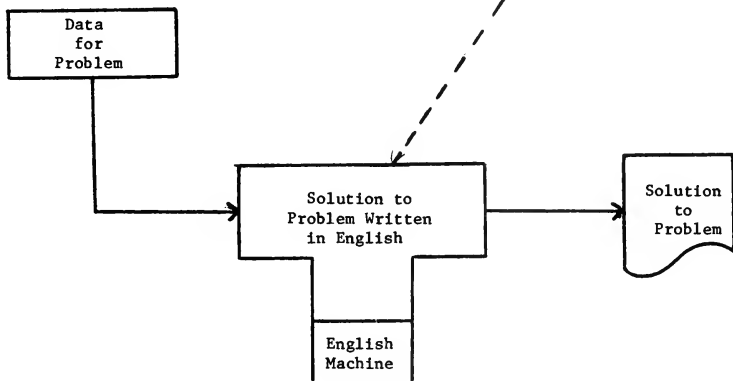 Data
for
Problem
Solution to
Problem Written
in English
Solution
to
Problem
English
Machine